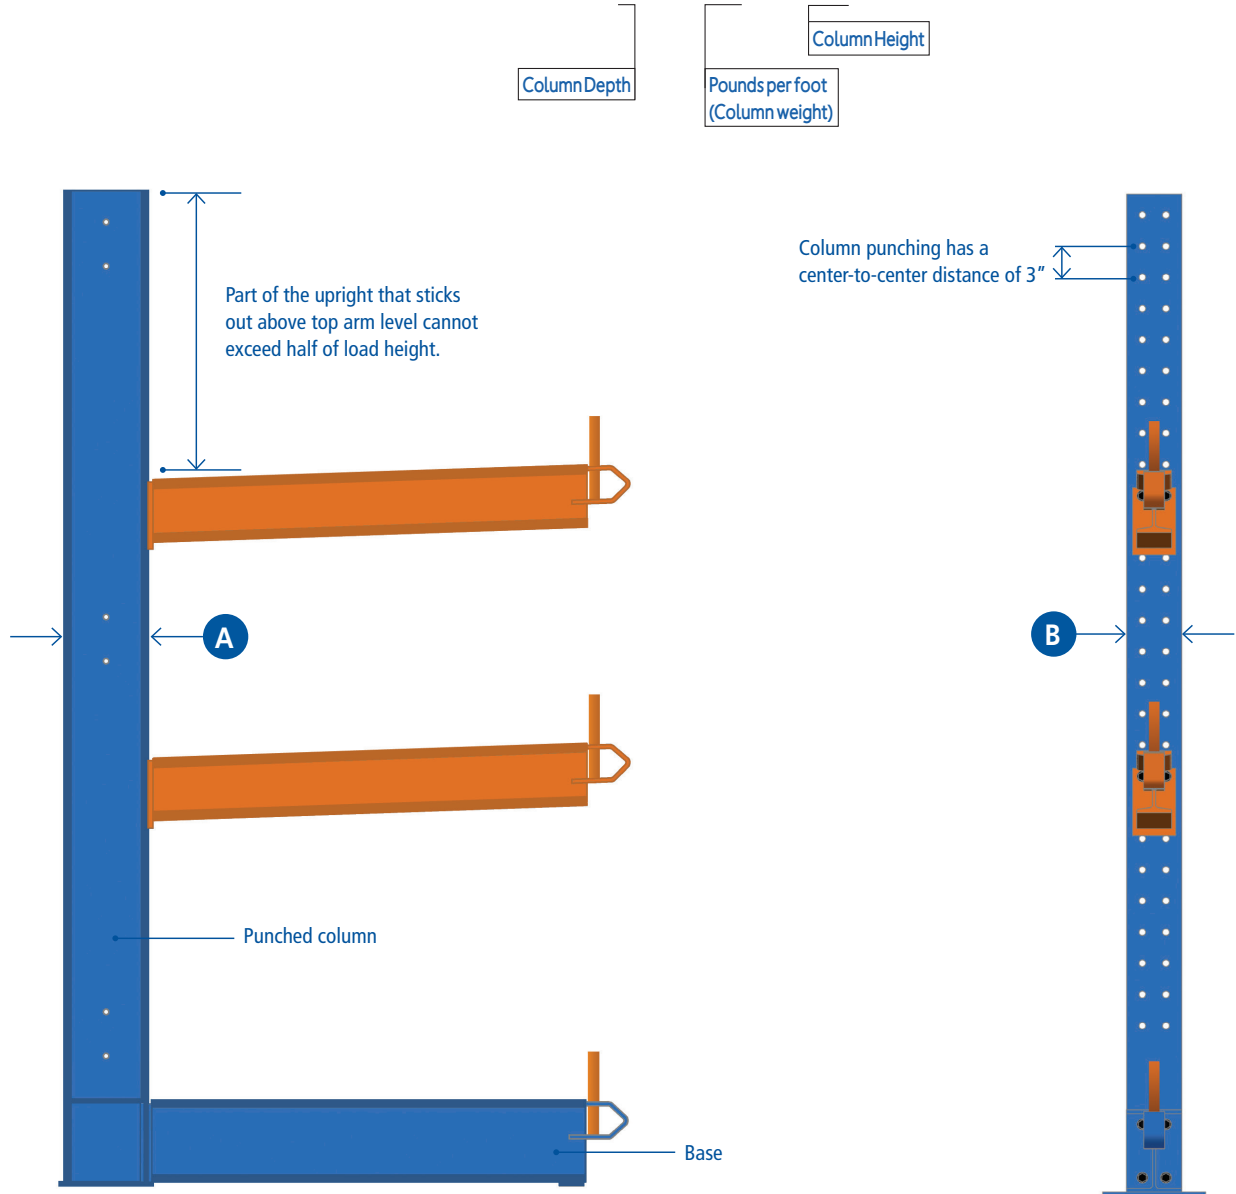 Column Height
Column Depth
Pounds per foot
(Column weight)
Column punching has a
center-to-center distance of 3”
Part of the upright that sticks
out above top arm level cannot
exceed half of load height.
A
B
Punched column
Base